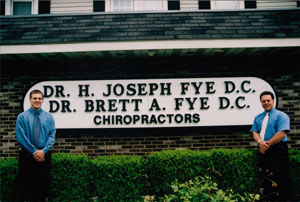 DR. H. JOSEPH FYE D.C.
DR. BRETT A. FYE D.C.
CHIROPRACTORS